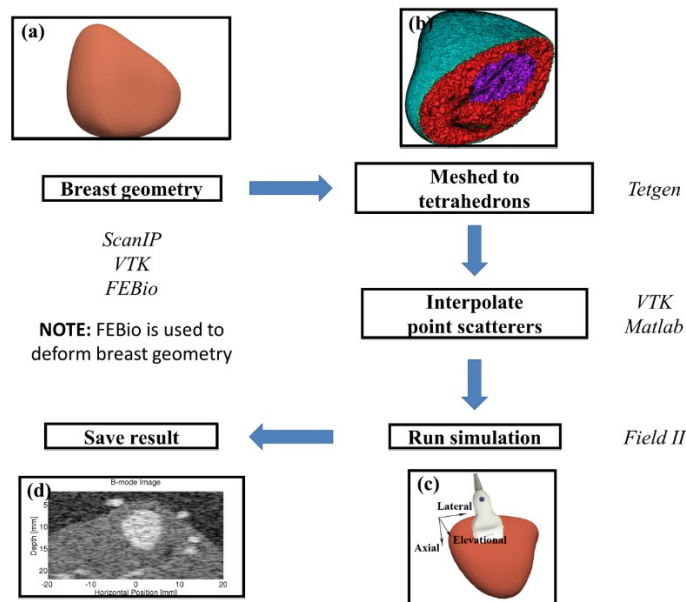 (a)
(b)
Breast geometry
Meshed to
tetrahedrons
Tetgen
ScanIP
VTK
FEBio
NOTE: FEBio is used to
deform breast geometry
Interpolate
point scatterers
VTK
Matlab
Save result
Run simulation
Field II
(d)
B-mode Image
Depth [mm]
5
10
15
20
-20
-10
0
10
20
Horizontal Position [mm]
(c)
Lateral
Elevational
Axial